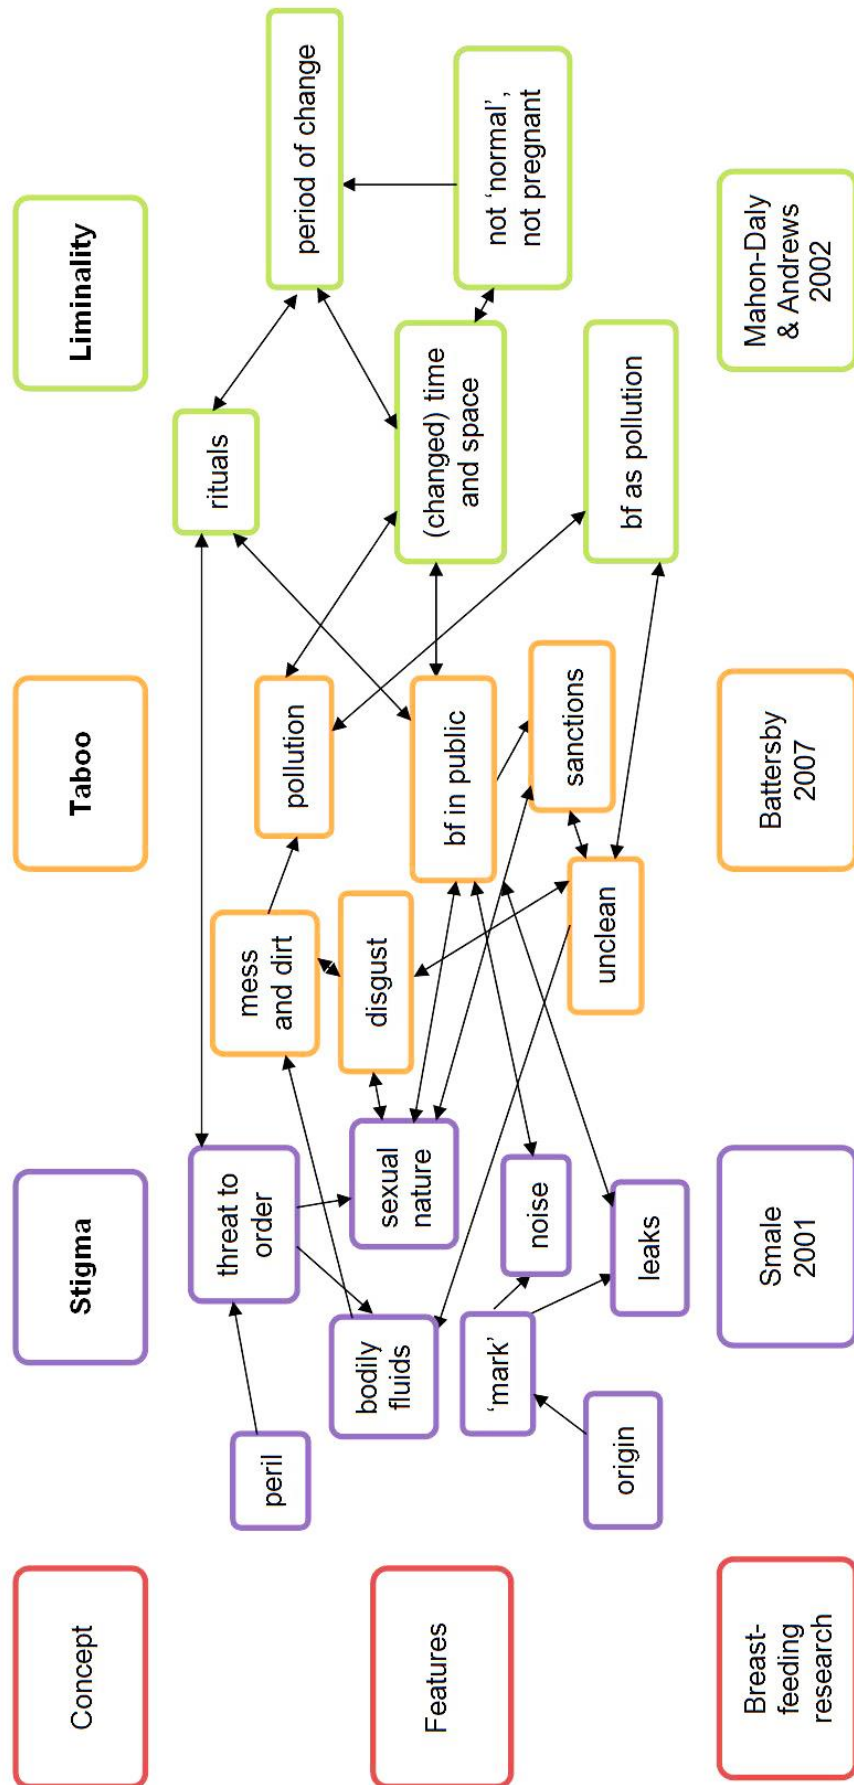 Concept
Stigma
Taboo
Liminality
Features
peril
threat to
order
bodily
fluids
sexual
nature
'mark'
noise
origin
leaks
mess
and dirt
disgust
pollution
bf in public
unclean
sanctions
rituals
period of change
(changed) time
and space
not 'normal',
not pregnant
bf as pollution
Breast-
feeding
research
Smale
2001
Battersby
2007
Mahon-Daly
& Andrews
2002